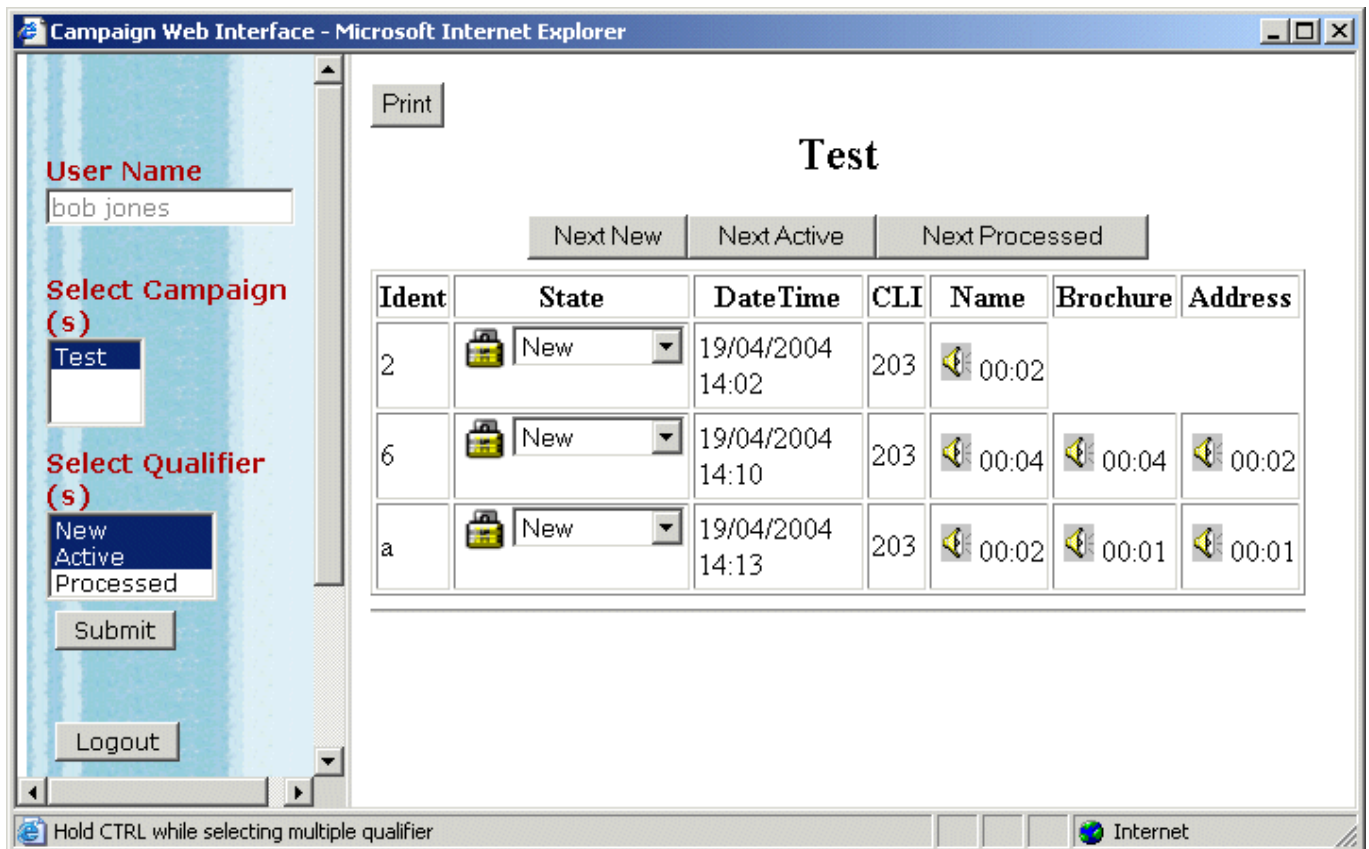 Campaign Web Interface - Microsoft Internet Explorer
User Name
bob jones
Select Campaign
(s)
Test
Select Qualifier
(s)
New
Active
Processed
Submit
Logout
Print
Test
Next New Next Active Next Processed
Ident State DateTime CLI Name Brochure Address
2 New 19/04/2004 203 00:02
14:02
6 New 19/04/2004 203 00:04 00:04 00:02
14:10
a New 19/04/2004 203 00:02 00:01 00:01
14:13
Hold CTRL while selecting multiple qualifier
Internet